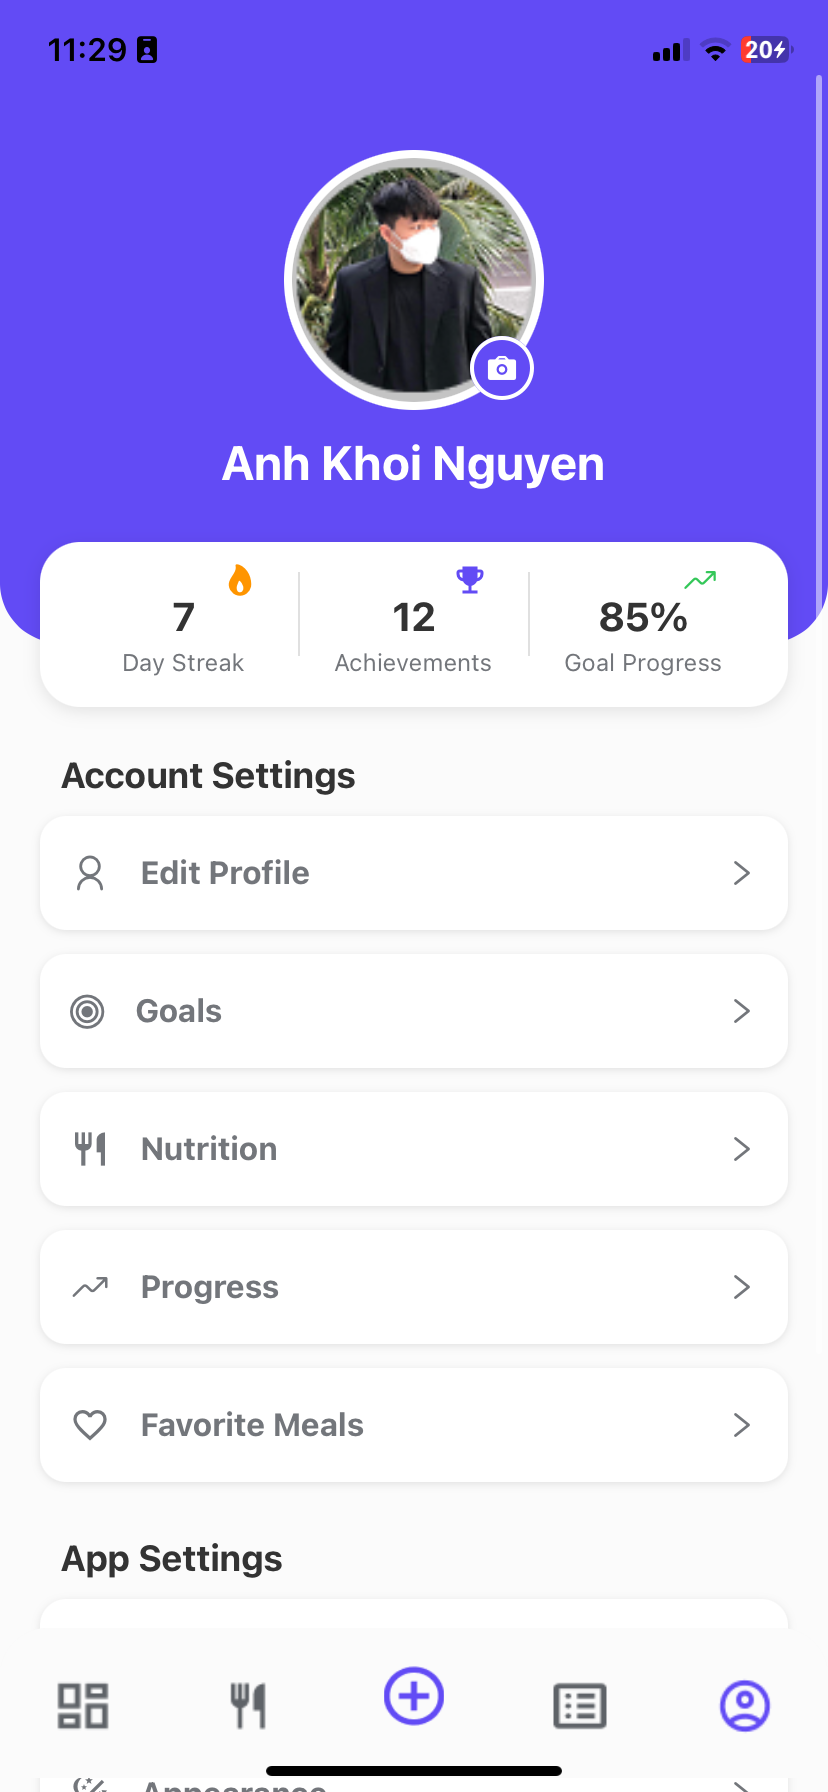 11:29
20
Anh Khoi Nguyen
7
12
85%
Day Streak
Achievements
Goal Progress
Account Settings
Edit Profile
Goals
Nutrition
Progress
Favorite Meals
App Settings
Appearance